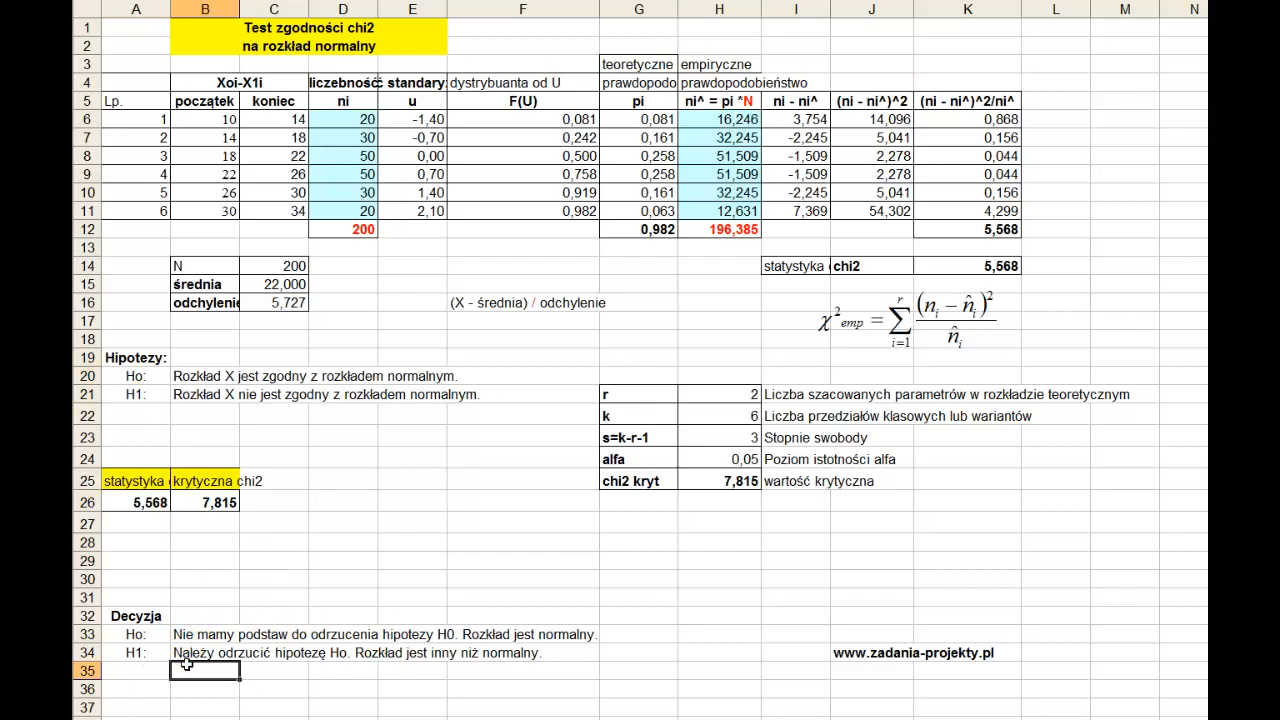 A B C D E F G H I J K L M N
1 Test zgodności chi2
2 na rozkład normalny
3 teoretyczne empiryczne
4 Xoi-X1i liczebność standary: dystrybuanta od U prawdopodo prawdopodobieństwo
5 Lp. początek koniec ni u F(U) pi ni^ = pi *N ni - ni^ (ni - ni^)^2 (ni - ni^)^2/ni^
6 1 10 14 20 -1,40 0,081 0,081 16,246 3,754 14,096 0,868
7 2 14 18 30 -0,70 0,242 0,161 32,245 -2,245 5,041 0,156
8 3 18 22 50 0,00 0,500 0,258 51,509 -1,509 2,278 0,044
9 4 22 26 50 0,70 0,758 0,258 51,509 -1,509 2,278 0,044
10 5 26 30 30 1,40 0,919 0,161 32,245 -2,245 5,041 0,156
11 6 30 34 20 2,10 0,982 0,063 12,631 7,369 54,302 4,299
12 200 0,982 196,385 5,568
13
14 N 200 statystyka chi2 5,568
15 średnia 22,000
16 odchylenie 5,727 (X - średnia) / odchylenie
17 χ²emp = ∑ r i=1 (ni - n̂i)² / n̂i
18
19 Hipotezy:
20 Ho: Rozkład X jest zgodny z rozkładem normalnym.
21 H1: Rozkład X nie jest zgodny z rozkładem normalnym. r 2 Liczba szacowanych parametrów w rozkładzie teoretycznym
22 k 6 Liczba przedziałów klasowych lub wariantów
23 s=k-r-1 3 Stopnie swobody
24 alfa 0,05 Poziom istotności alfa
25 statystyka krytyczna chi2 chi2 kryt 7,815 wartość krytyczna
26 5,568 7,815
27
28
29
30
31
32 Decyzja
33 Ho: Nie mamy podstaw do odrzucenia hipotezy H0. Rozkład jest normalny.
34 H1: Należy odrzucić hipotezę Ho. Rozkład jest inny niż normalny. www.zadania-projekty.pl
35
36
37